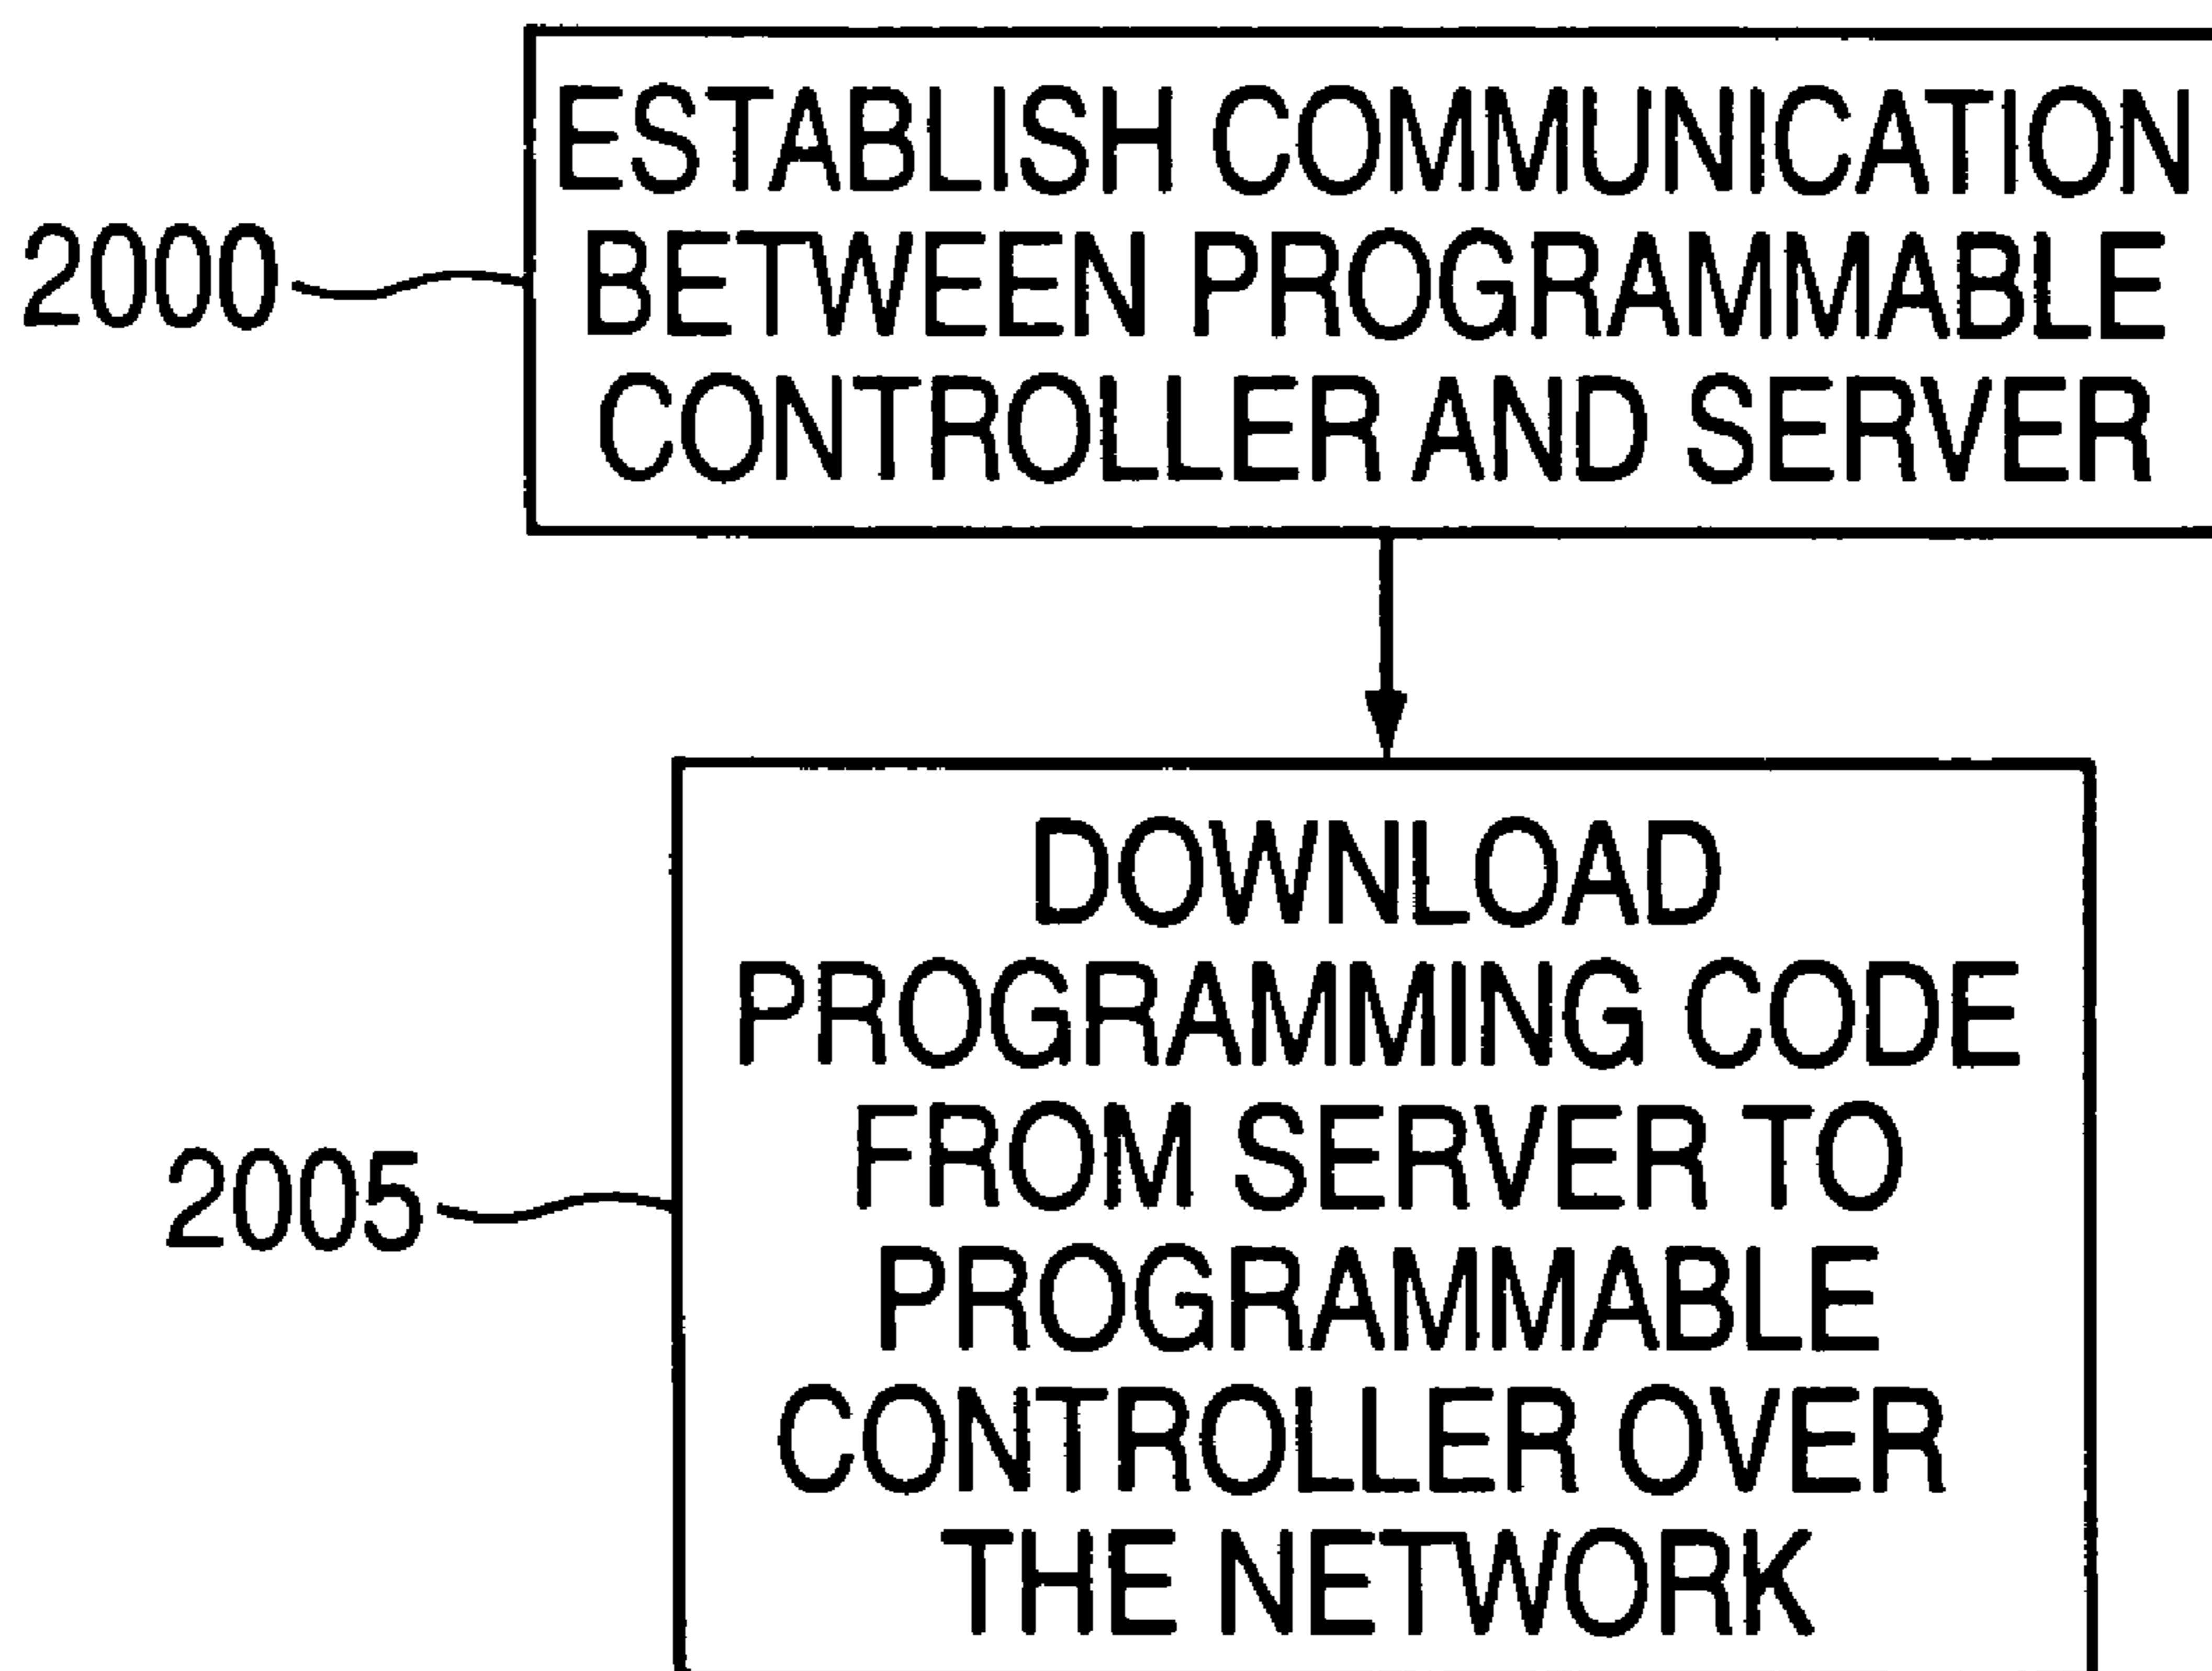 ESTABLISH COMMUNICATION
BETWEEN PROGRAMMABLE
CONTROLLER AND SERVER
2000
DOWNLOAD
PROGRAMMING CODE
FROM SERVER TO
PROGRAMMABLE
CONTROLLER OVER
THE NETWORK
2005